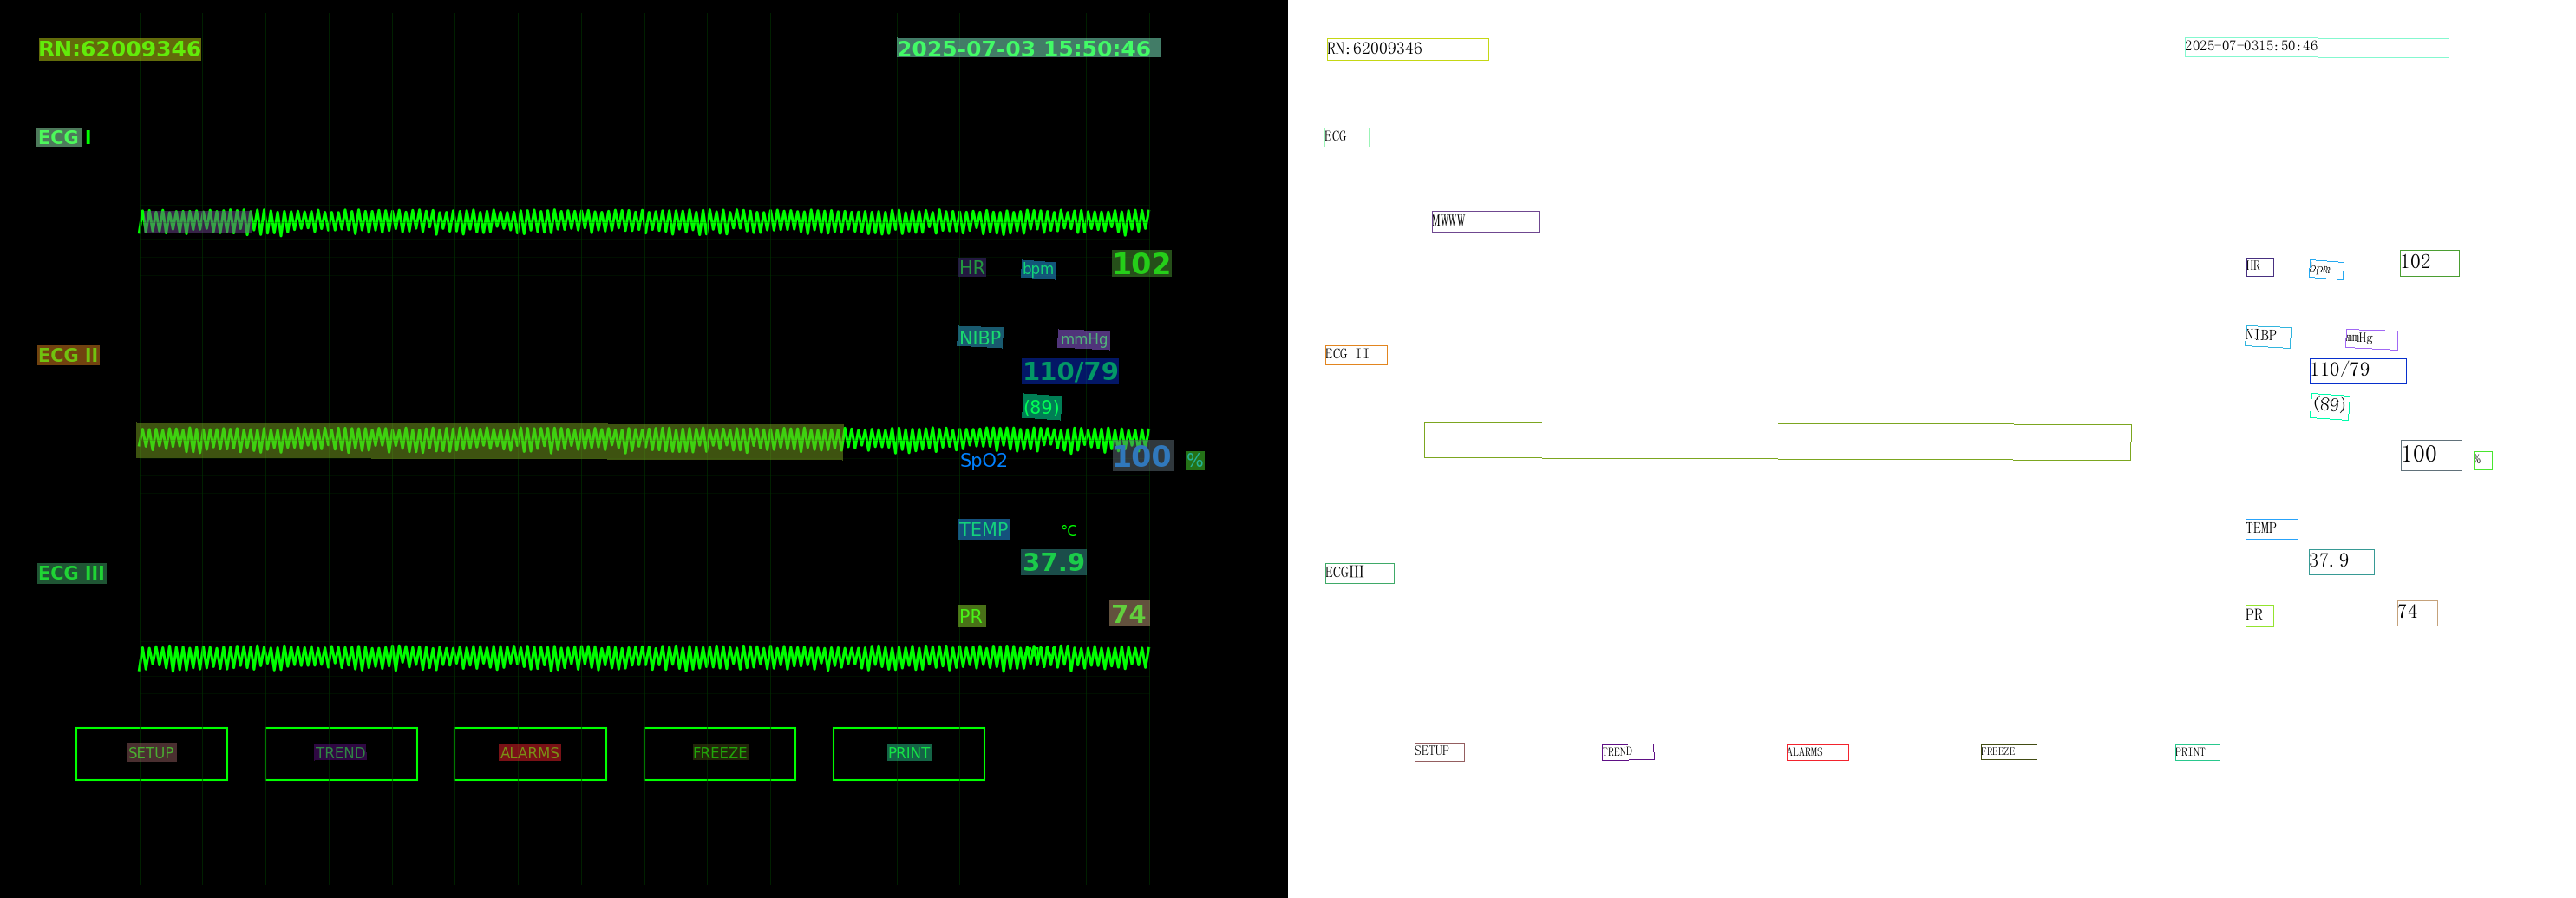 RN:62009346
2025-07-03 15:50:46
ECG I
HR bpm 102
NIBP mmHg
ECG II
110/79
(89)
SpO2 100 %
TEMP °C
37.9
ECG III
PR 74
SETUP TREND ALARMS FREEZE PRINT
RN:62009346
2025-07-0315:50:46
ECG
MWWW
HR bpm 102
NIBP mmHg
ECG II
110/79
(89)
100 %
TEMP
37.9
ECGIII
PR 74
SETUP TREND ALARMS FREEZE PRINT